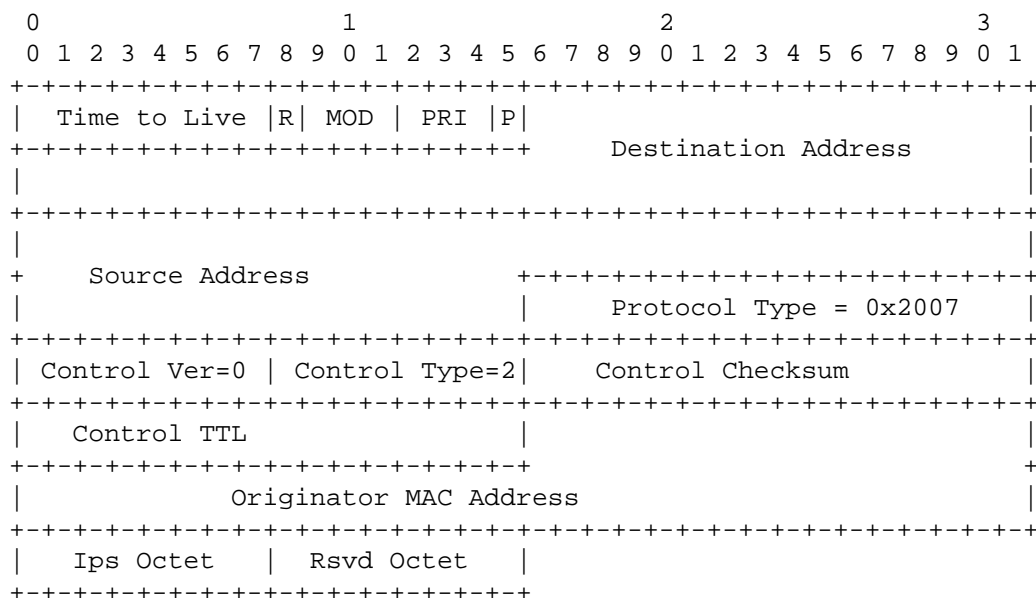 0                   1                   2                   3
 0 1 2 3 4 5 6 7 8 9 0 1 2 3 4 5 6 7 8 9 0 1 2 3 4 5 6 7 8 9 0 1
+-+-+-+-+-+-+-+-+-+-+-+-+-+-+-+-+-+-+-+-+-+-+-+-+-+-+-+-+-+-+-+-+
|  Time to Live |R| MOD | PRI |P|                               |
+-+-+-+-+-+-+-+-+-+-+-+-+-+-+-+-+     Destination Address       |
|                                                               |
+-+-+-+-+-+-+-+-+-+-+-+-+-+-+-+-+-+-+-+-+-+-+-+-+-+-+-+-+-+-+-+-+
|                                                               |
+    Source Address             +-+-+-+-+-+-+-+-+-+-+-+-+-+-+-+-+
|                               |     Protocol Type = 0x2007    |
+-+-+-+-+-+-+-+-+-+-+-+-+-+-+-+-+-+-+-+-+-+-+-+-+-+-+-+-+-+-+-+-+
| Control Ver=0 | Control Type=2|    Control Checksum           |
+-+-+-+-+-+-+-+-+-+-+-+-+-+-+-+-+-+-+-+-+-+-+-+-+-+-+-+-+-+-+-+-+
|   Control TTL                 |                               |
+-+-+-+-+-+-+-+-+-+-+-+-+-+-+-+-+                               +
|             Originator MAC Address                            |
+-+-+-+-+-+-+-+-+-+-+-+-+-+-+-+-+-+-+-+-+-+-+-+-+-+-+-+-+-+-+-+-+
|   Ips Octet   |  Rsvd Octet   |
+-+-+-+-+-+-+-+-+-+-+-+-+-+-+-+-+